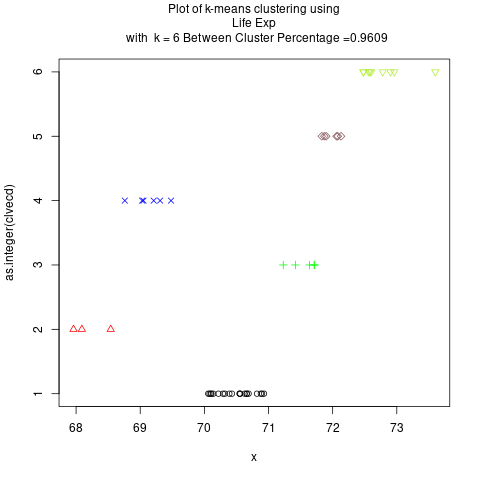 Plot of k-means clustering using
Life Exp
with  k = 6 Between Cluster Percentage =0.9609
as.integer(clvecd)
6
5
4
3
2
1
68 69 70 71 72 73
x